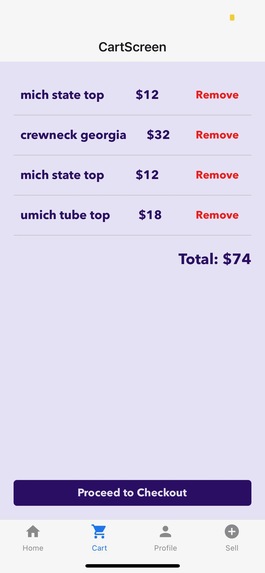 CartScreen
mich state top $12 Remove
crewneck georgia $32 Remove
mich state top $12 Remove
umich tube top $18 Remove
Total: $74
Proceed to Checkout
Home Cart Profile Sell